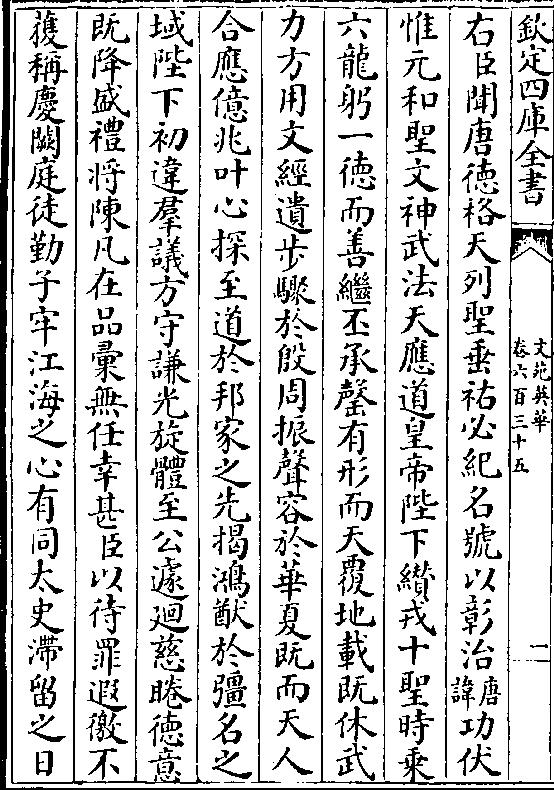 欽定四庫全書
文苑英華
卷六百三十五
二
右臣聞唐德格天列聖垂祐必紀名號以彰治唐諱功伏
惟元和聖文神武法天應道皇帝陛下纘戎十聖時乘
六龍躬一德而善繼丕承罄有形而天覆地載既休武
力方用文經遺步驟於殷周振聲容於華夏既而天人
合應億兆叶心探至道於邦家之先揭鴻猷於彊名之
域陛下初違羣議方守謙光旋體至公遽迴慈睠德意
既降盛禮將陳凡在品彙無任幸甚臣以待罪遐徼不
獲稱慶闕庭徒勤子牢江海之心有同太史滯留之日